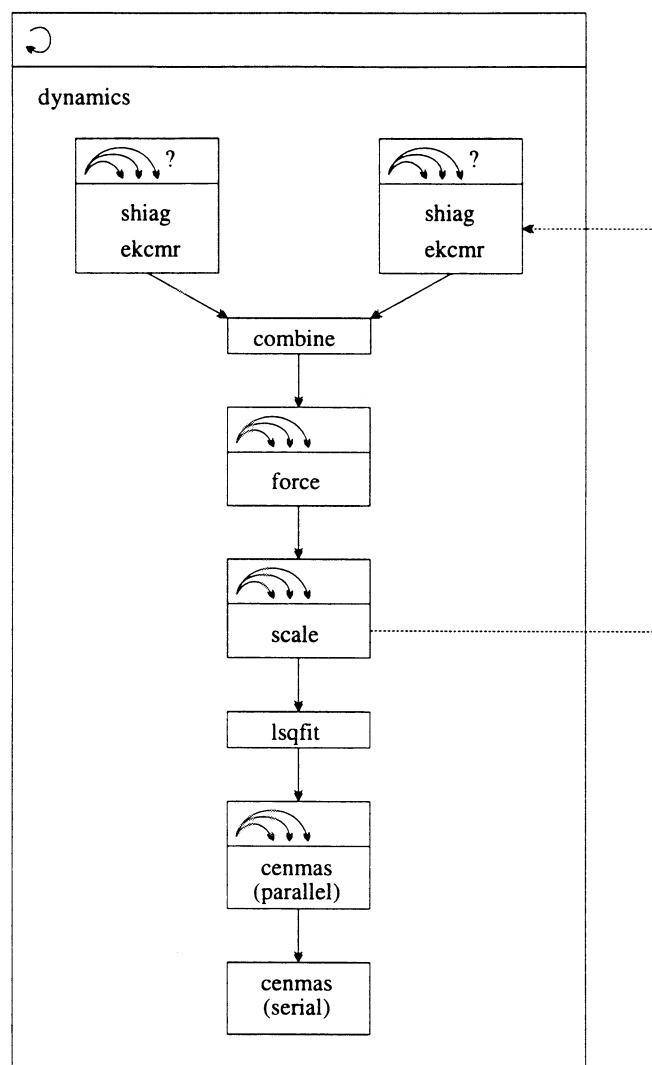 dynamics
? ?
shiag shiag
ekcmr ekcmr
combine
force
scale
lsqfit
cenmas
(parallel)
cenmas
(serial)